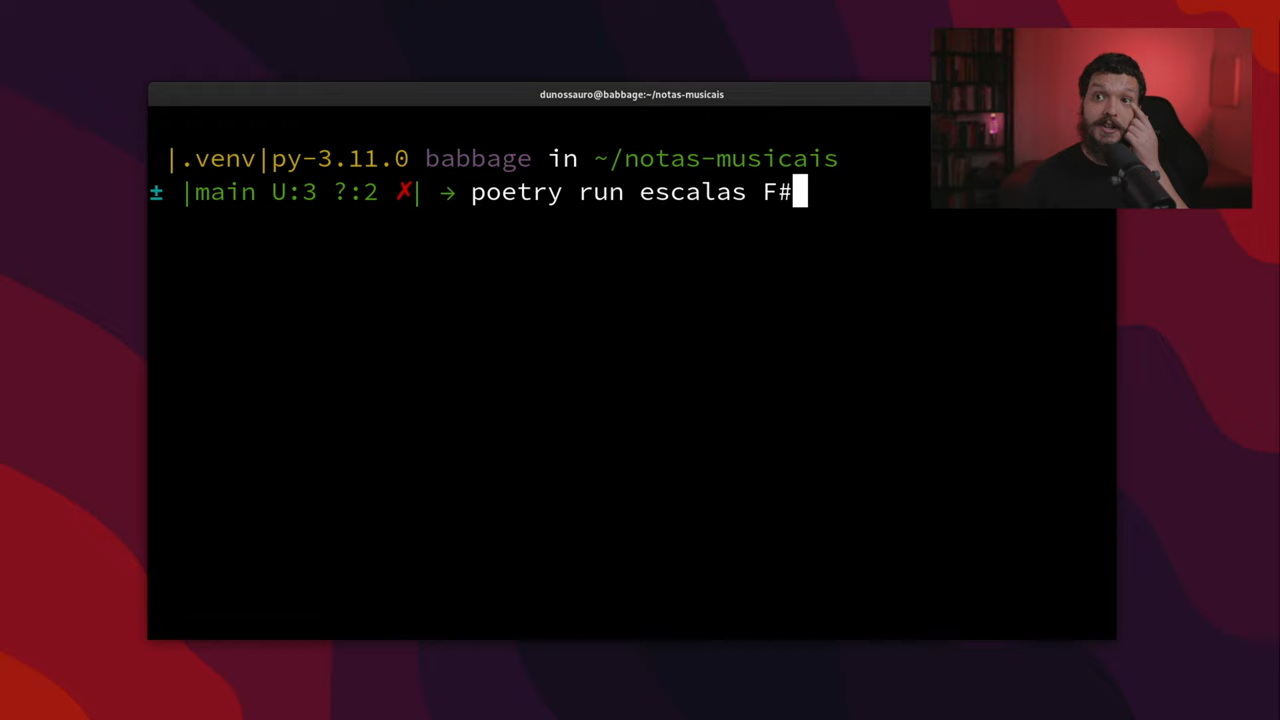 dunossauro@babbage:~/notas-musicais
|.venv|py-3.11.0 babbage in ~/notas-musicais
± |main U:3 ?:2 ✗| → poetry run escalas F#